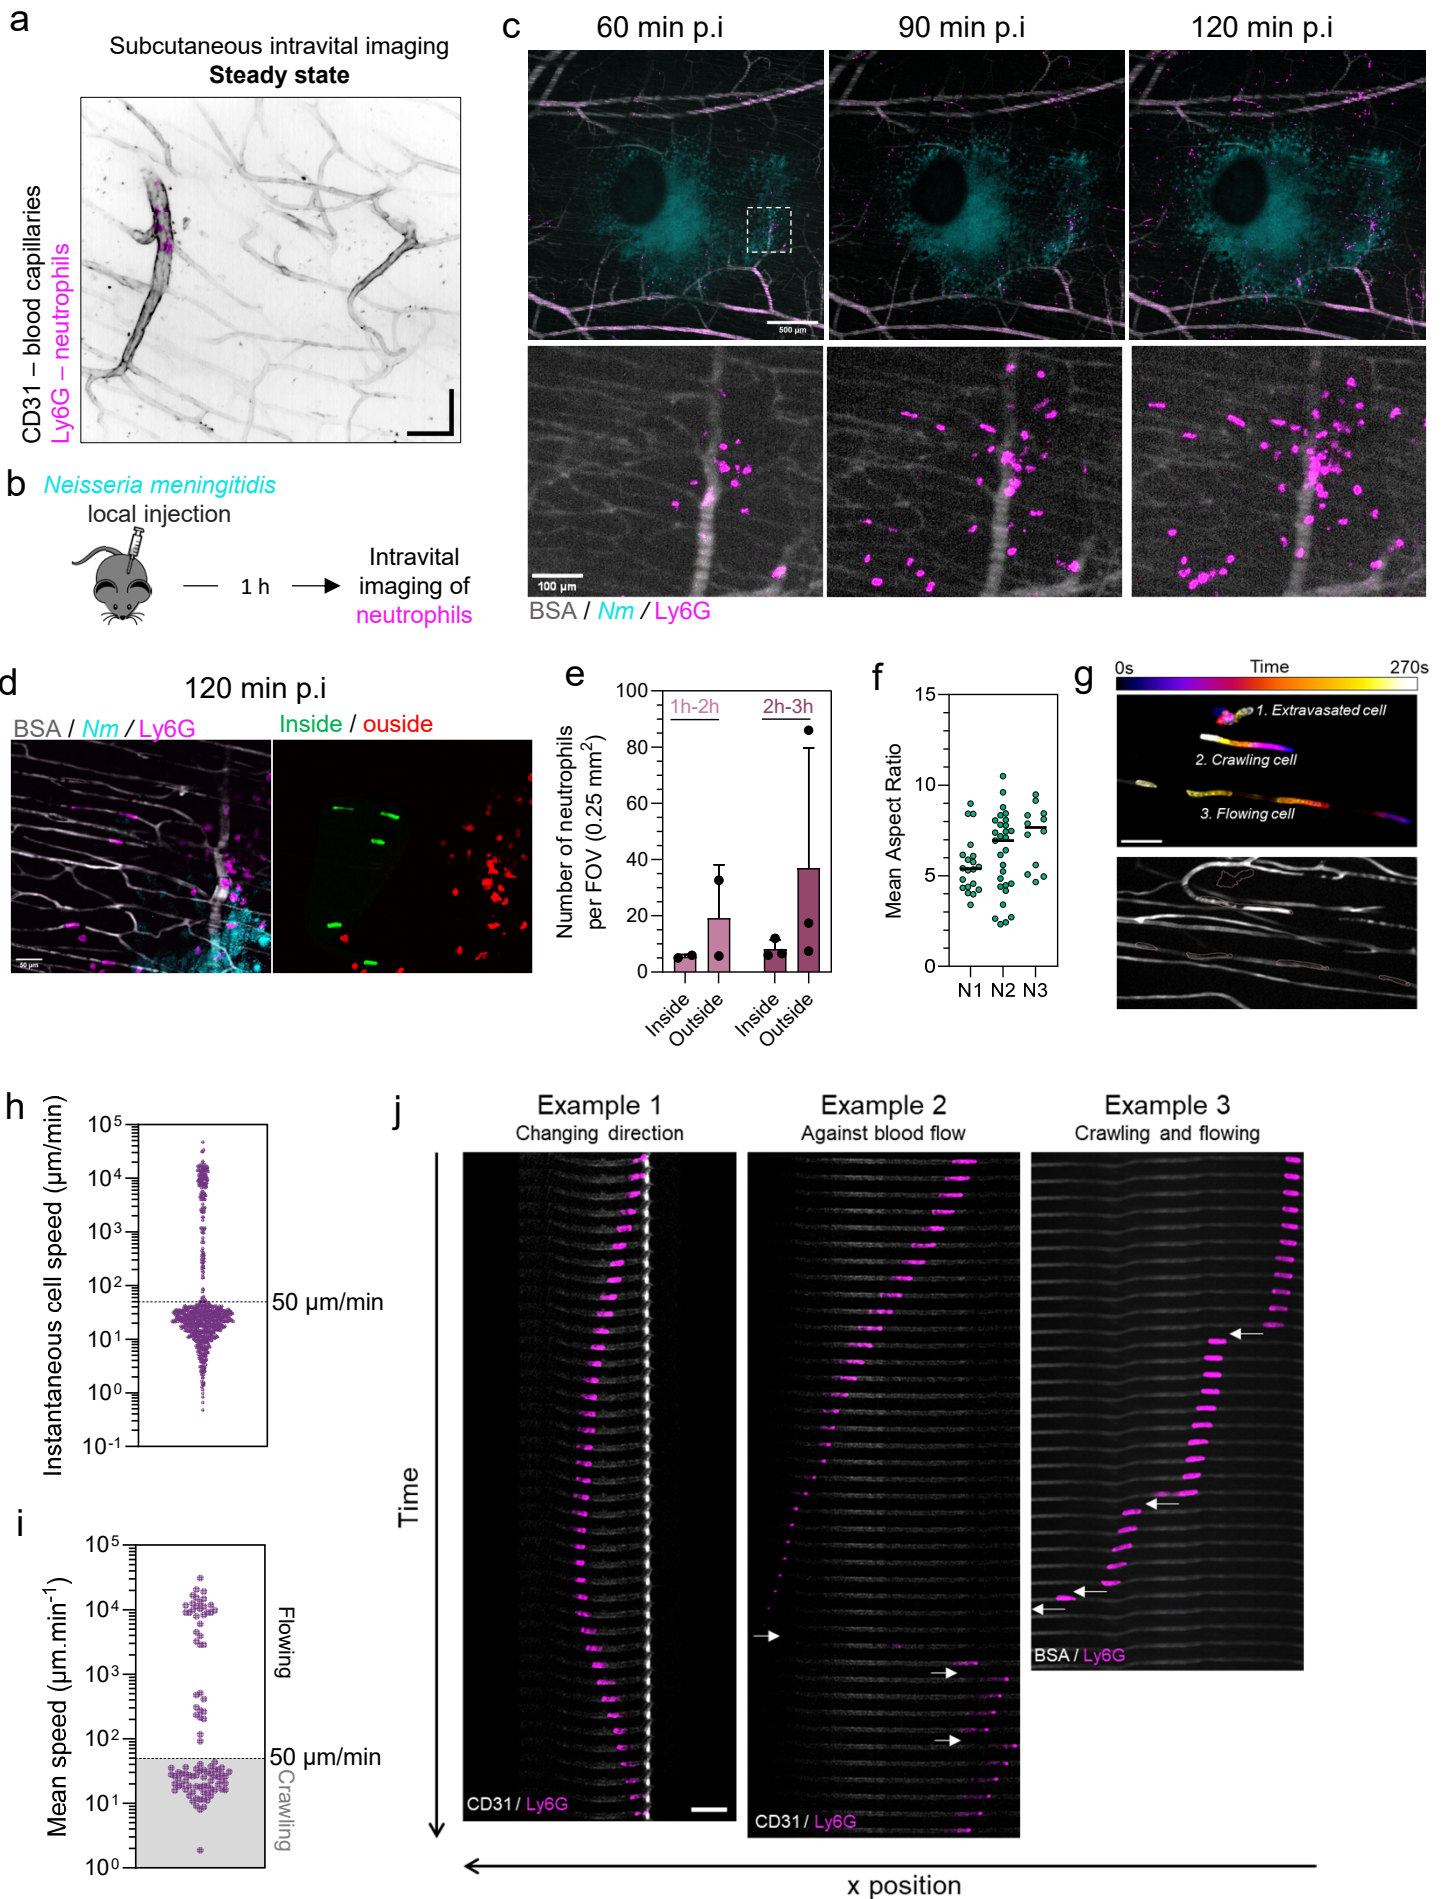 a
Subcutaneous intravital imaging
Steady state
CD31 – blood capillaries
Ly6G – neutrophils
b
Neisseria meningitidis
local injection
1 h
Intravital
imaging of
neutrophils
c
60 min p.i
90 min p.i
120 min p.i
500 µm
100 µm
BSA / Nm / Ly6G
d
120 min p.i
BSA / Nm / Ly6G
Inside / ouside
50 µm
e
Number of neutrophils
per FOV (0.25 mm²)
100
80
60
40
20
0
1h-2h
2h-3h
Inside
Outside
Inside
Outside
f
Mean Aspect Ratio
15
10
5
0
N1 N2 N3
g
0s Time 270s
1. Extravasated cell
2. Crawling cell
3. Flowing cell
h
Instantaneous cell speed (µm/min)
10⁵
10⁴
10³
10²
10¹
10⁰
10⁻¹
50 µm/min
i
Mean speed (µm.min⁻¹)
10⁵
10⁴
10³
10²
10¹
10⁰
Flowing
50 µm/min
Crawling
j
Example 1
Changing direction
Example 2
Against blood flow
Example 3
Crawling and flowing
Time
CD31 / Ly6G
CD31 / Ly6G
BSA / Ly6G
x position